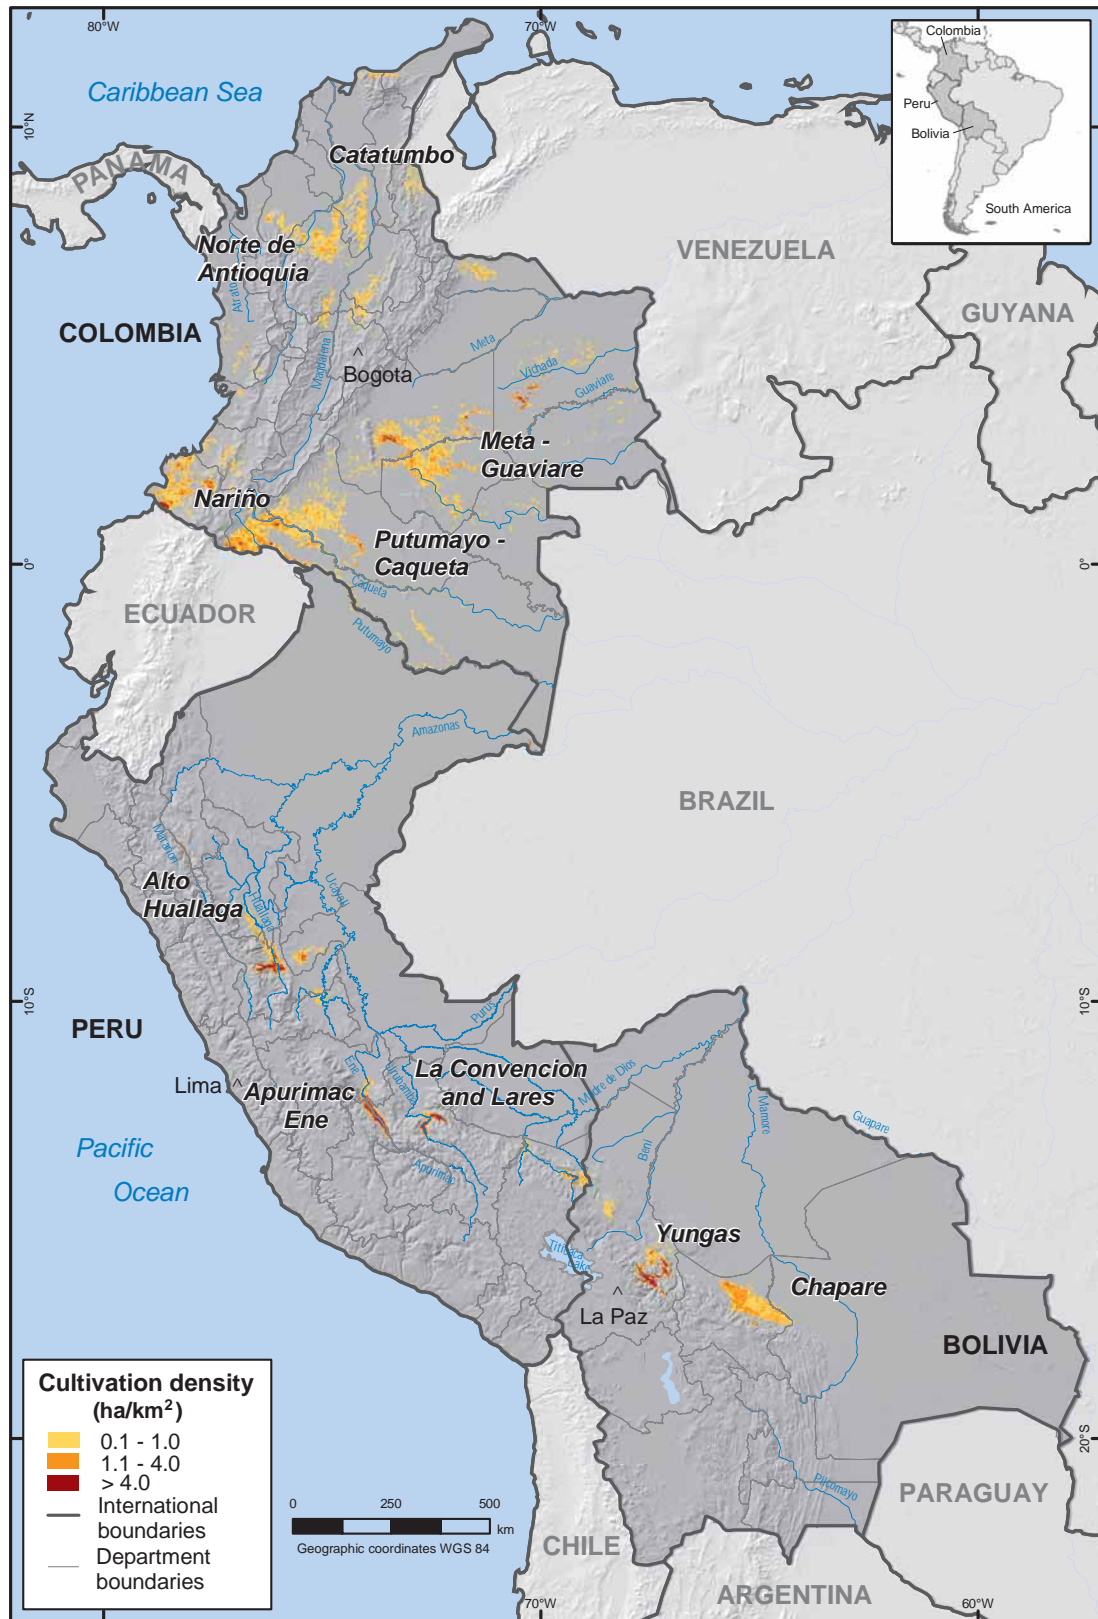 80°W
70°W
Colombia
Peru
Bolivia
South America
Caribbean Sea
10°N
PANAMA
Catatumbo
Norte de
Antioquia
VENEZUELA
GUYANA
Atrato
COLOMBIA
Magdalena
Bogota
Meta
Vichada
Guaviare
Meta -
Guaviare
Nariño
Putumayo -
Caqueta
0°
0°
ECUADOR
Caqueta
Putumayo
Amazonas
BRAZIL
Marañon
Alto
Huallaga
Huallaga
Ucayali
10°S
10°S
PERU
Purus
Lima
Ene
Urubamba
La Convencion
and Lares
Apurimac
Ene
Madre de Dios
Mamore
Guapare
Beni
Apurimac
Pacific
Ocean
Titicaca
Lake
Yungas
Chapare
La Paz
BOLIVIA
Cultivation density
(ha/km²)
0.1 - 1.0
1.1 - 4.0
> 4.0
International
boundaries
Department
boundaries
0
250
500
km
Geographic coordinates WGS 84
20°S
Pilcomayo
PARAGUAY
CHILE
ARGENTINA
70°W
60°W